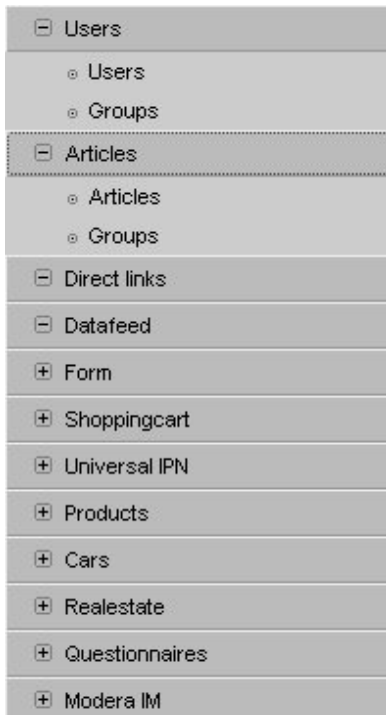 Users
Users
Groups
Articles
Articles
Groups
Direct links
Datafeed
Form
Shoppingcart
Universal IPN
Products
Cars
Realestate
Questionnaires
Modera IM